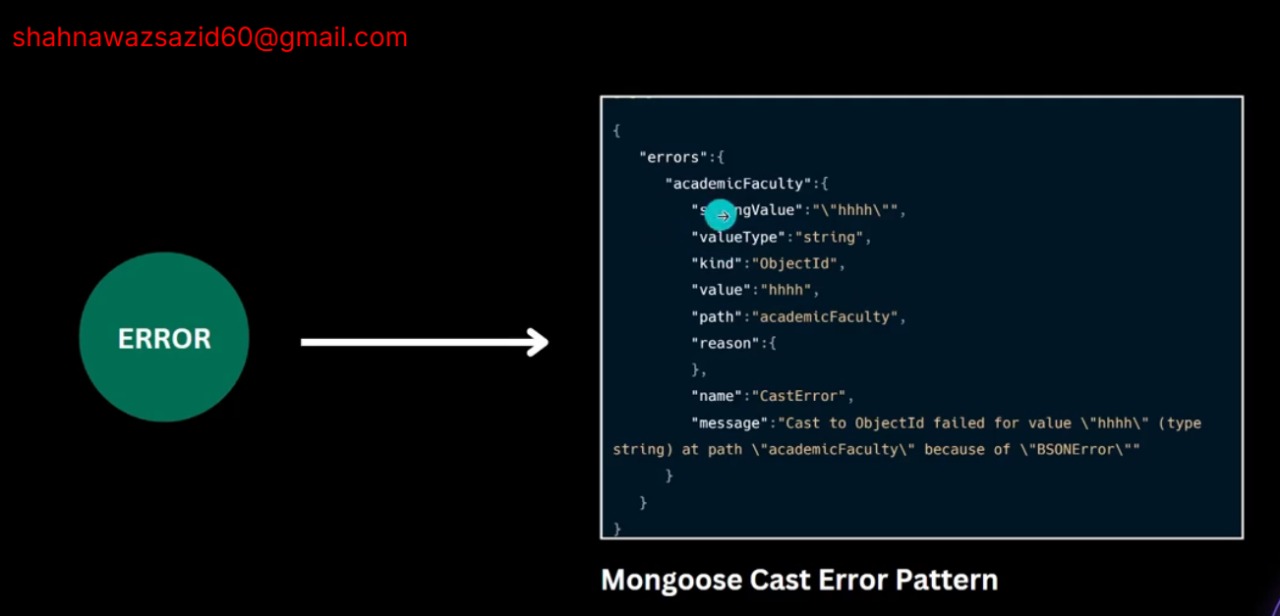 shahnawazsazid60@gmail.com
ERROR
{
"errors":{
"academicFaculty":{
"s ngValue":"\"hhhh\"",
"valueType":"string",
"kind":"ObjectId",
"value":"hhhh",
"path":"academicFaculty",
"reason":{
},
"name":"CastError",
"message":"Cast to ObjectId failed for value \"hhhh\" (type
string) at path \"academicFaculty\" because of \"BSONError\""
}
}
}
Mongoose Cast Error Pattern